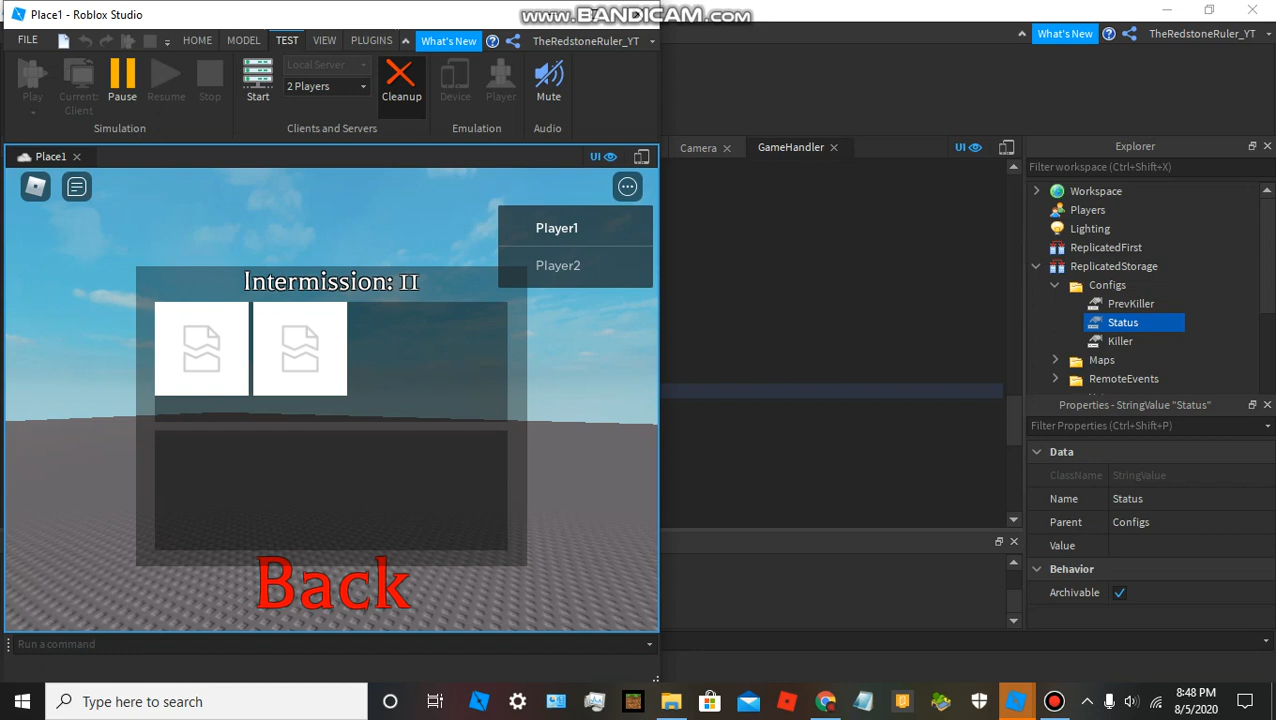 Place1 - Roblox Studio
www.BANDICAM.com
FILE HOME MODEL TEST VIEW PLUGINS What's New TheRedstoneRuler_YT
What's New TheRedstoneRuler_YT
Play
Current:
Client
Pause
Resume
Stop
Simulation
Start
Local Server
2 Players
Cleanup
Clients and Servers
Device
Player
Emulation
Mute
Audio
Place1
UI
Camera
GameHandler
UI
Player1
Player2
Intermission: 11
Back
Run a command
Explorer
Filter workspace (Ctrl+Shift+X)
Workspace
Players
Lighting
ReplicatedFirst
ReplicatedStorage
Configs
PrevKiller
Status
Killer
Maps
RemoteEvents
Properties - StringValue "Status"
Filter Properties (Ctrl+Shift+P)
Data
ClassName StringValue
Name Status
Parent Configs
Value
Behavior
Archivable
Type here to search
8:48 PM
8/5/2020